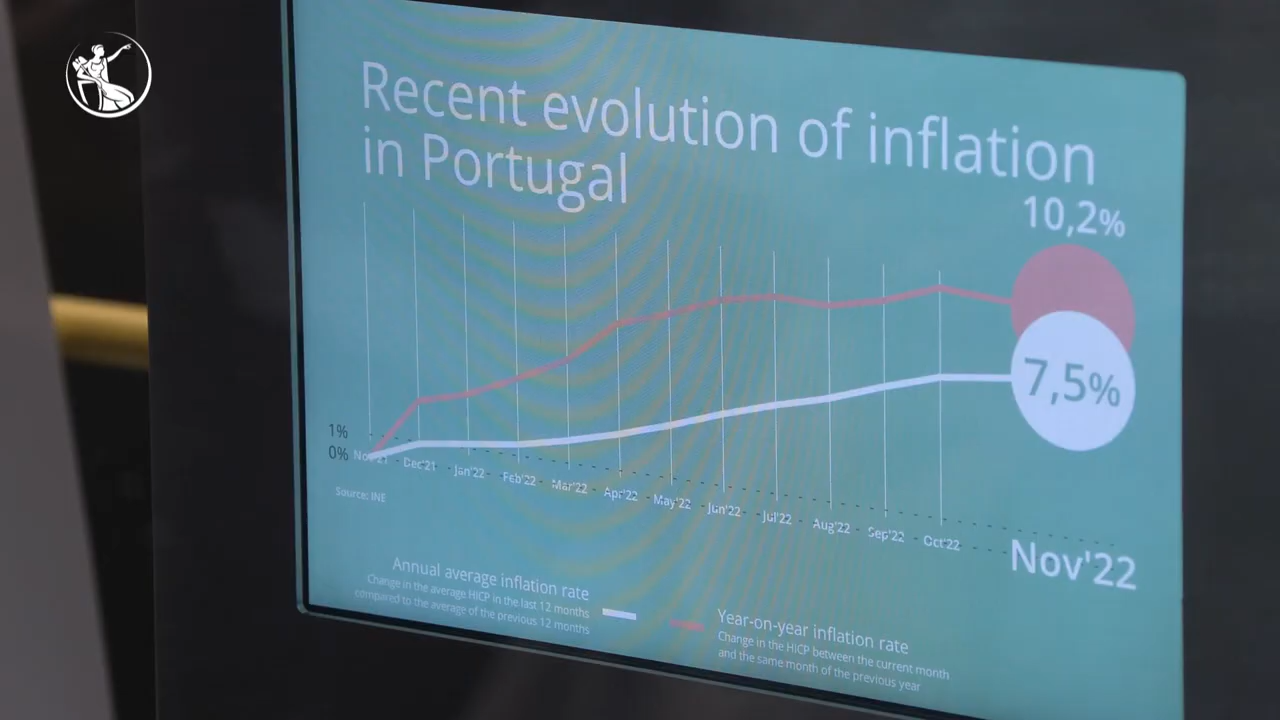 Recent evolution of inflation
in Portugal
10,2%
7,5%
1%
0%
Nov'21 Dec'21 Jan'22 Feb'22 Mar'22 Apr'22 May'22 Jun'22 Jul'22 Aug'22 Sep'22 Oct'22 Nov'22
Source: INE
Annual average inflation rate
Change in the average HICP in the last 12 months
compared to the average of the previous 12 months
Year-on-year inflation rate
Change in the HICP between the current month
and the same month of the previous year